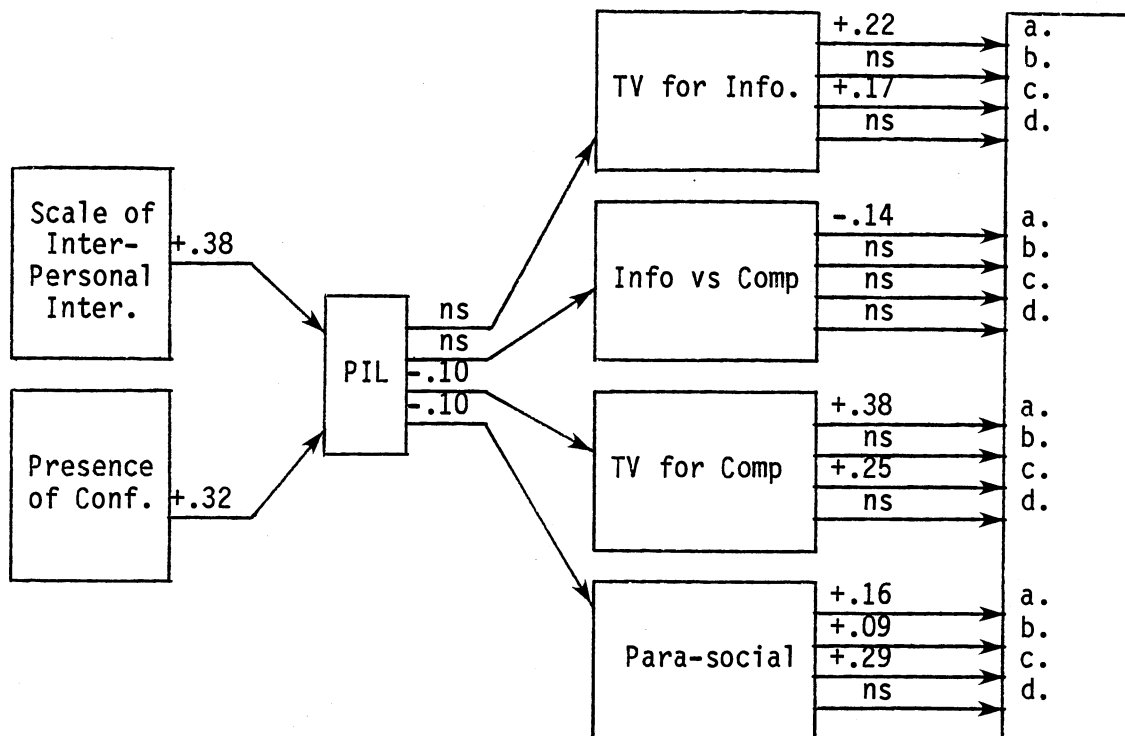 Scale of
Inter-
Personal
Inter.
+.38
Presence
of Conf.
+.32
PIL
ns
ns
-.10
-.10
TV for Info.
+.22
ns
+.17
ns
a.
b.
c.
d.
Info vs Comp
-.14
ns
ns
ns
a.
b.
c.
d.
TV for Comp
+.38
ns
+.25
ns
a.
b.
c.
d.
Para-social
+.16
+.09
+.29
ns
a.
b.
c.
d.